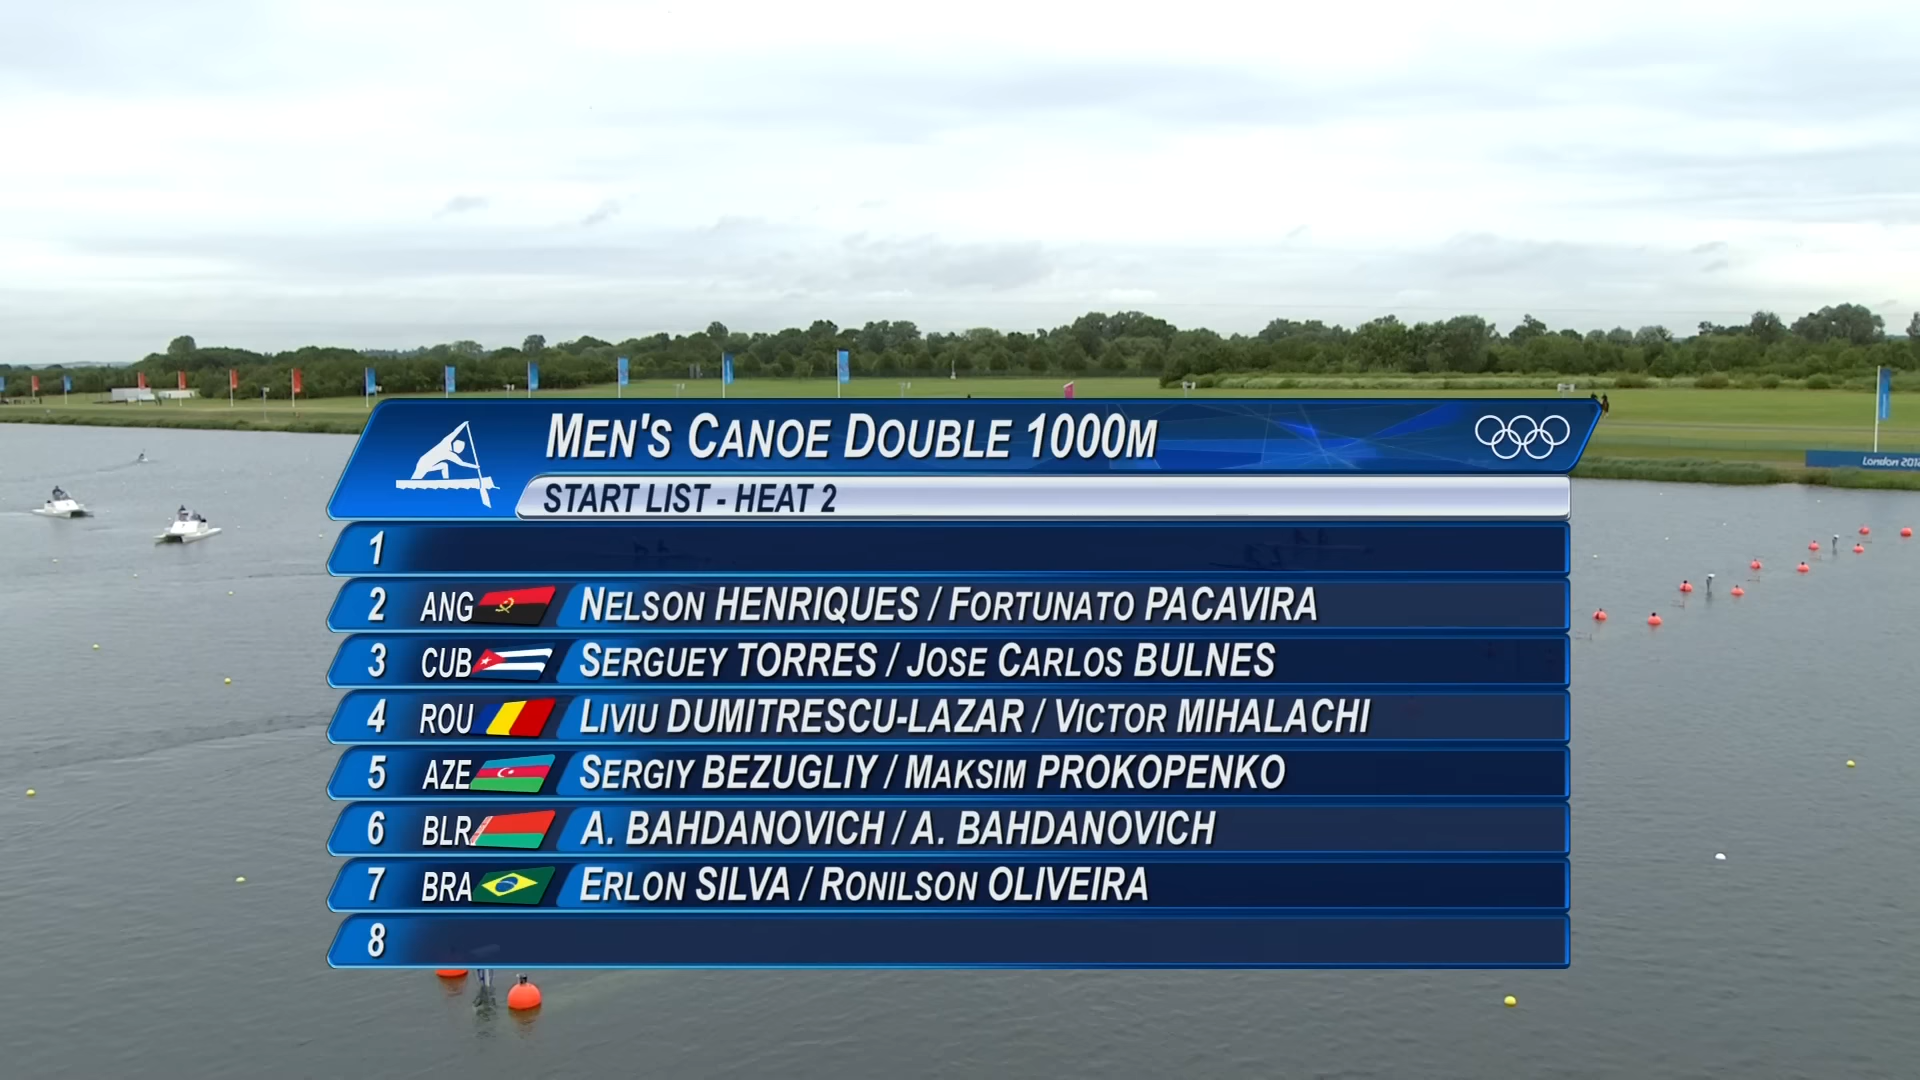 MEN'S CANOE DOUBLE 1000M
START LIST - HEAT 2
1
2 ANG NELSON HENRIQUES / FORTUNATO PACAVIRA
3 CUB SERGUEY TORRES / JOSE CARLOS BULNES
4 ROU LIVIU DUMITRESCU-LAZAR / VICTOR MIHALACHI
5 AZE SERGIY BEZUGLIY / MAKSIM PROKOPENKO
6 BLR A. BAHDANOVICH / A. BAHDANOVICH
7 BRA ERLON SILVA / RONILSON OLIVEIRA
8
London 2012